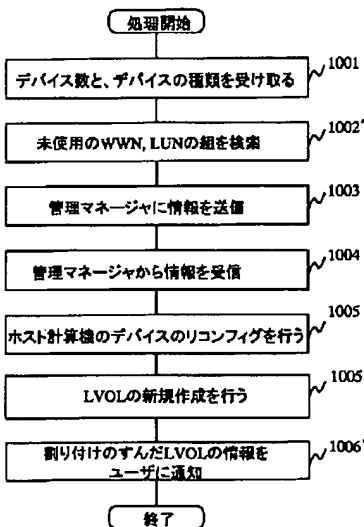 処理開始
1001
デバイス数と、デバイスの種類を受け取る
1002'
未使用のWWN, LUNの組を検索
1003
管理マネージャに情報を送信
1004
管理マネージャから情報を受信
1005
ホスト計算機のデバイスのリコンフィグを行う
1005'
LVOLの新規作成を行う
1006'
割り付けのすんだLVOLの情報を
ユーザに通知
終了